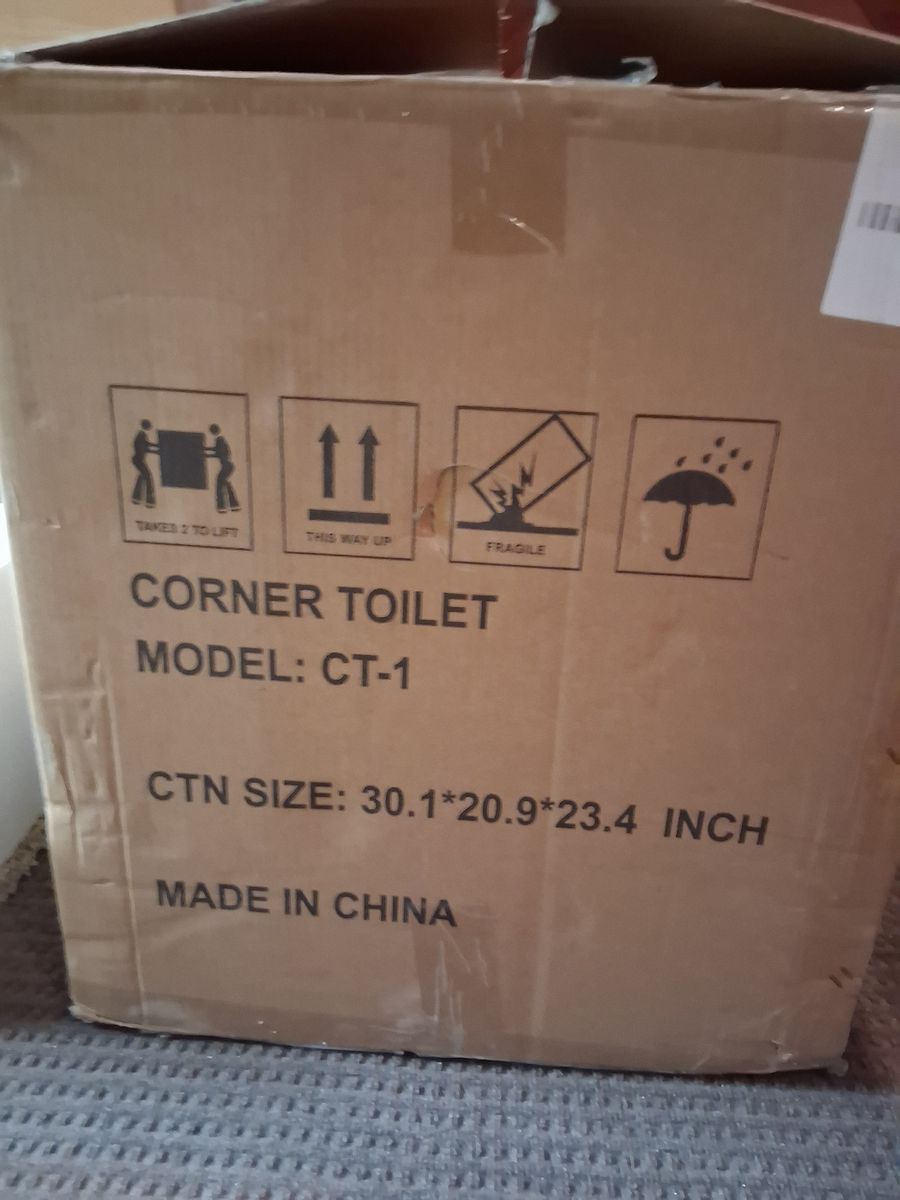 TAKES 2 TO LIFT
THIS WAY UP
FRAGILE
CORNER TOILET
MODEL: CT-1
CTN SIZE: 30.1*20.9*23.4 INCH
MADE IN CHINA